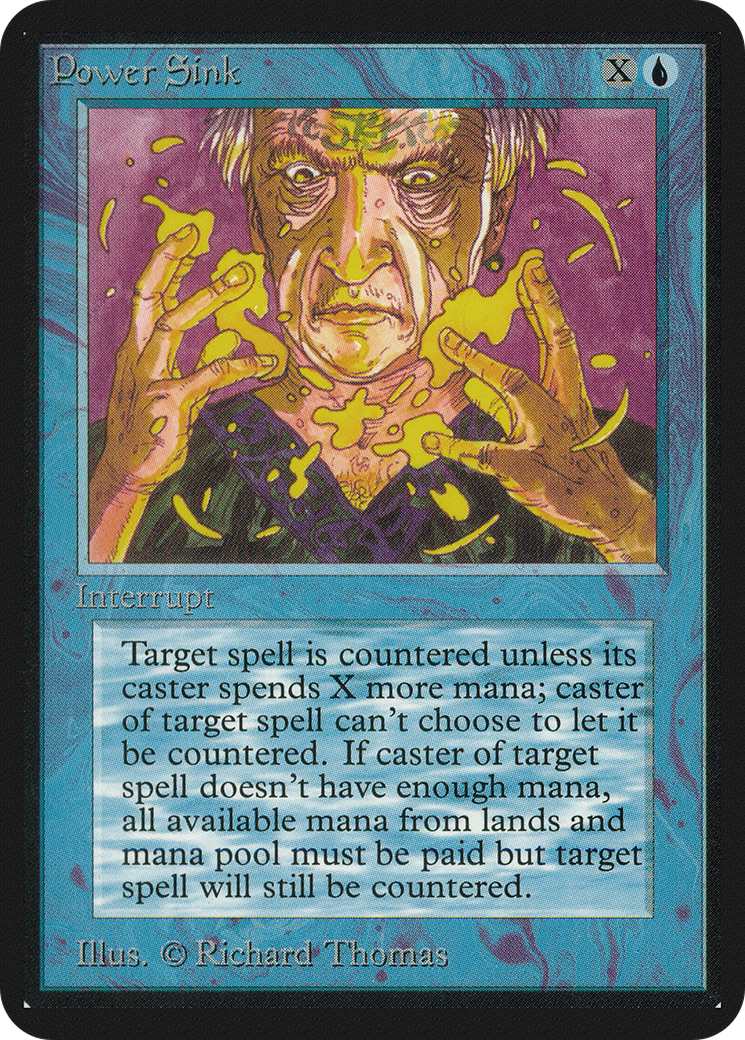 Power Sink X
Interrupt
Target spell is countered unless its
caster spends X more mana; caster
of target spell can't choose to let it
be countered. If caster of target
spell doesn't have enough mana,
all available mana from lands and
mana pool must be paid but target
spell will still be countered.
Illus. © Richard Thomas